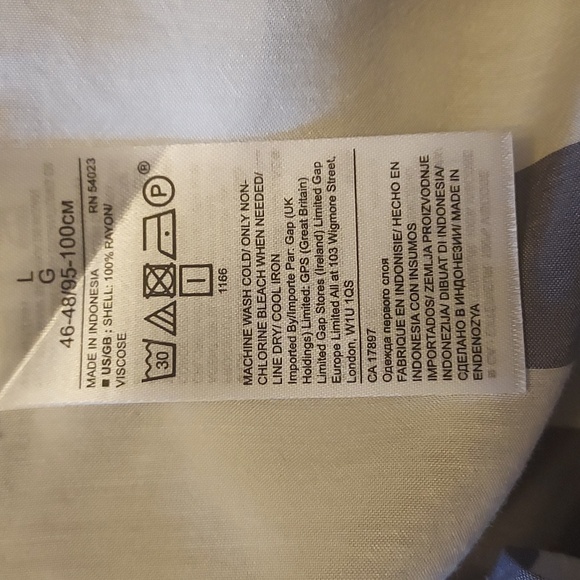 L
G
46-48/95-100CM
MADE IN INDONESIA RN 54023
■ US/GB : SHELL: 100% RAYON/
VISCOSE
30 P ®
1166
MACHINE WASH COLD/ ONLY NON-
CHLORINE BLEACH WHEN NEEDED/
LINE DRY/ COOL IRON
Imported By/Importe Par: Gap (UK
Holdings) Limited: GPS (Great Britain)
Limited Gap Stores (Ireland) Limited Gap
Europe Limited All at 103 Wigmore Street,
London, W1U 1QS
CA 17897
Одежда первого слоя
FABRIQUE EN INDONISIE/ HECHO EN
INDONESIA CON INSUMOS
IMPORTADOS/ ZEMLJA PROIZVODNJE
INDONEZIJA/ DIBUAT DI INDONESIA/
СДЕЛАНО В ИНДОНЕЗИИ/ MADE IN
ENDENOZYA